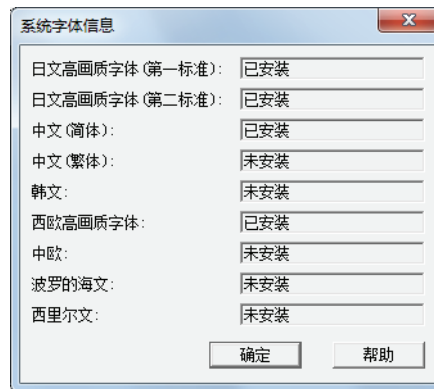 系统字体信息
日文高画质字体(第一标准): 已安装
日文高画质字体(第二标准): 已安装
中文(简体): 已安装
中文(繁体): 未安装
韩文: 未安装
西欧高画质字体: 已安装
中欧: 未安装
波罗的海文: 未安装
西里尔文: 未安装
确定 帮助